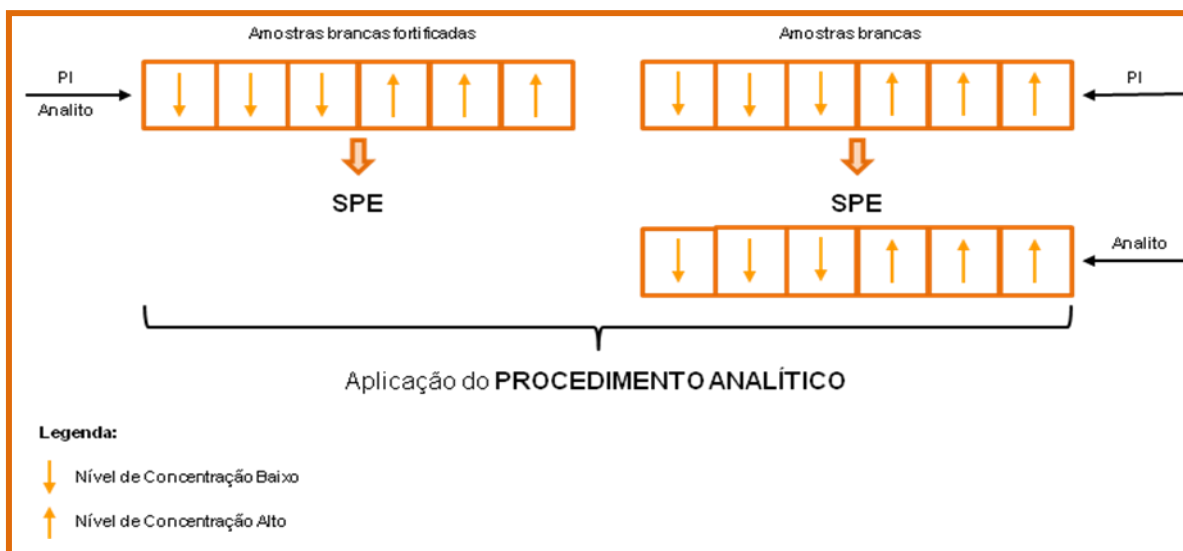 Amostras brancas fortificadas
Amostras brancas
PI
Analito
PI
SPE
SPE
Analito
Aplicação do PROCEDIMENTO ANALÍTICO
Legenda:
Nível de Concentração Baixo
Nível de Concentração Alto